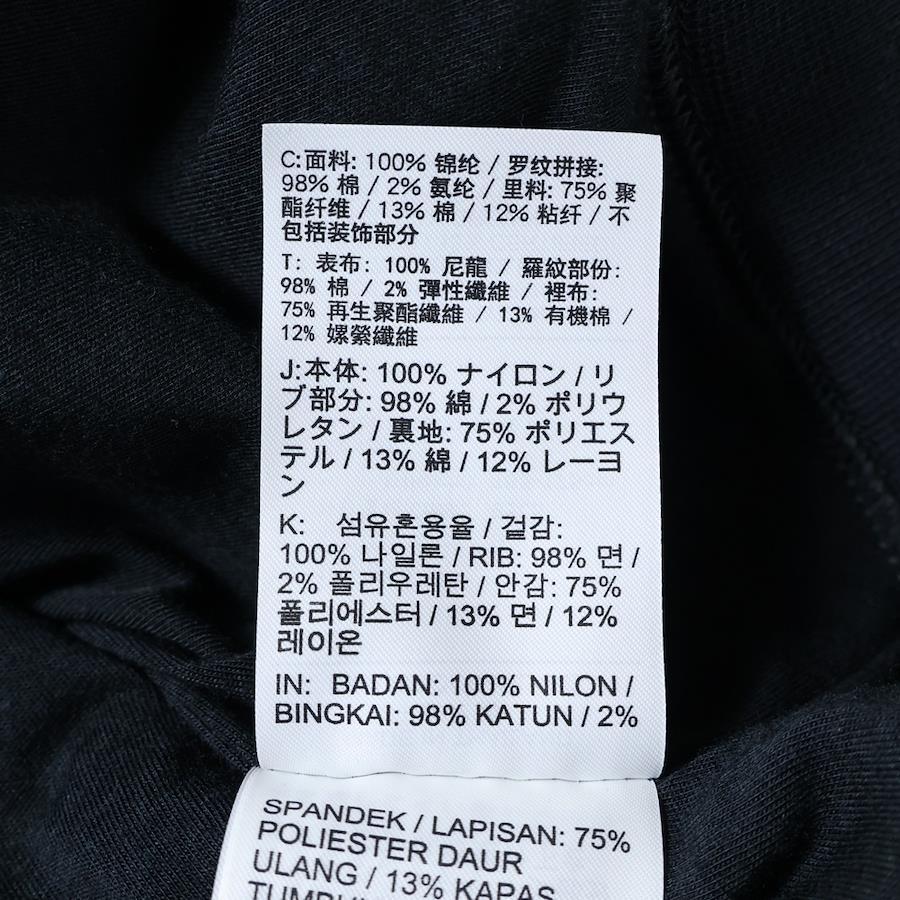 C:面料: 100% 锦纶 / 罗纹拼接:
98% 棉 / 2% 氨纶 / 里料: 75% 聚
酯纤维 / 13% 棉 / 12% 粘纤 / 不
包括装饰部分
T: 表布: 100% 尼龍 / 羅紋部份:
98% 棉 / 2% 彈性纖維 / 裡布:
75% 再生聚酯纖維 / 13% 有機棉 /
12% 嫘縈纖維
J:本体: 100% ナイロン / リ
ブ部分: 98% 綿 / 2% ポリウ
レタン / 裏地: 75% ポリエス
テル / 13% 綿 / 12% レーヨ
ン
K: 섬유혼용율 / 겉감:
100% 나일론 / RIB: 98% 면 /
2% 폴리우레탄 / 안감: 75%
폴리에스터 / 13% 면 / 12%
레이온
IN: BADAN: 100% NILON /
BINGKAI: 98% KATUN / 2%
SPANDEK / LAPISAN: 75%
POLIESTER DAUR
ULANG / 13% KAPAS